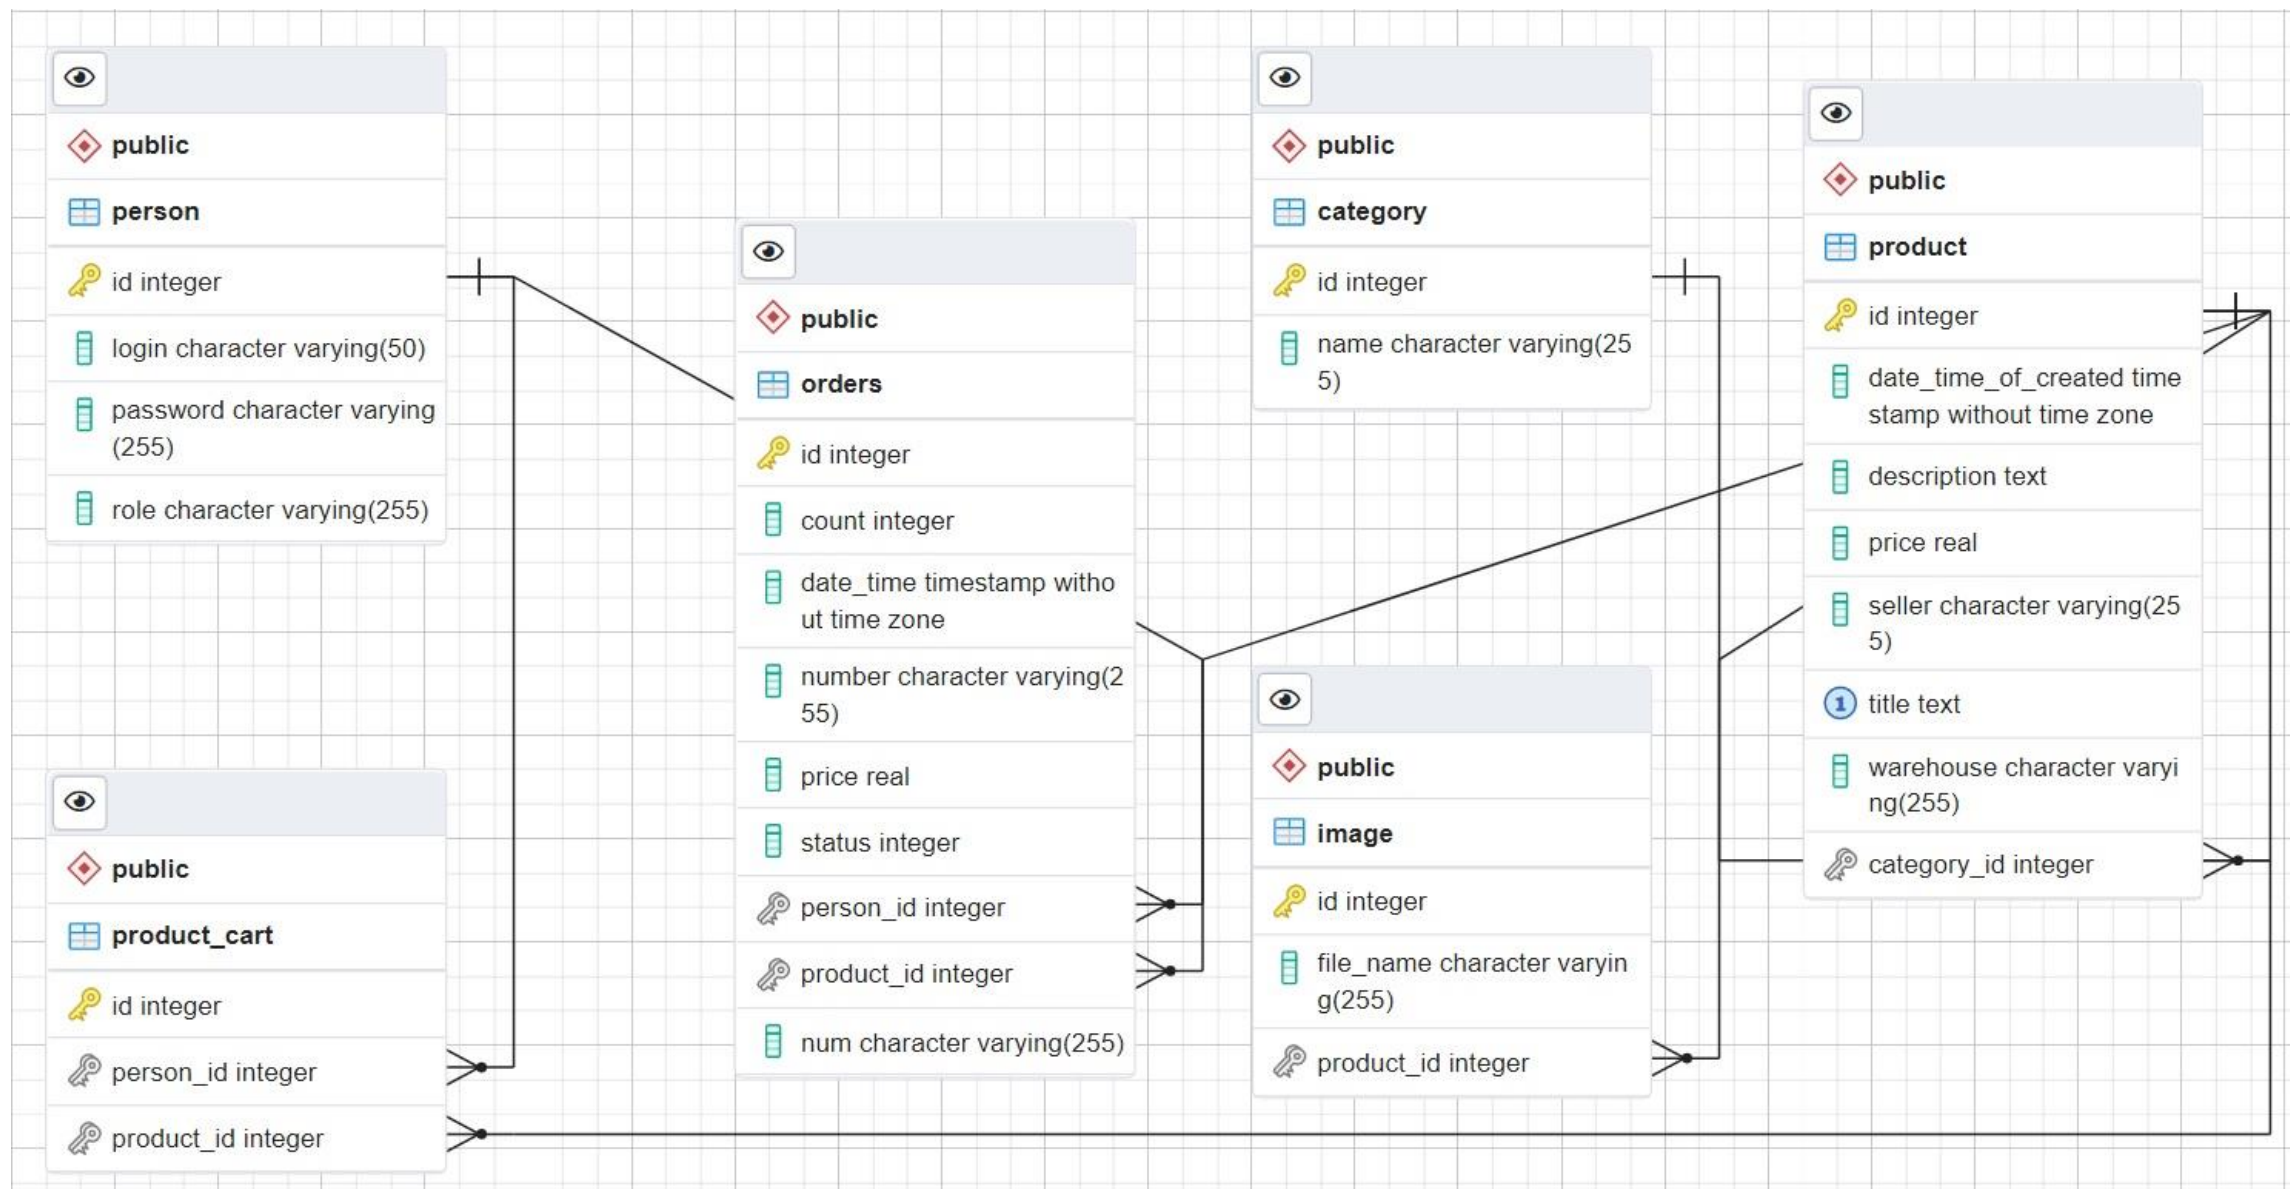 public
person
id integer
login character varying(50)
password character varying
(255)
role character varying(255)
public
product_cart
id integer
person_id integer
product_id integer
public
orders
id integer
count integer
date_time timestamp witho
ut time zone
number character varying(2
55)
price real
status integer
person_id integer
product_id integer
num character varying(255)
public
category
id integer
name character varying(25
5)
public
image
id integer
file_name character varyin
g(255)
product_id integer
public
product
id integer
date_time_of_created time
stamp without time zone
description text
price real
seller character varying(25
5)
1 title text
warehouse character varyi
ng(255)
category_id integer